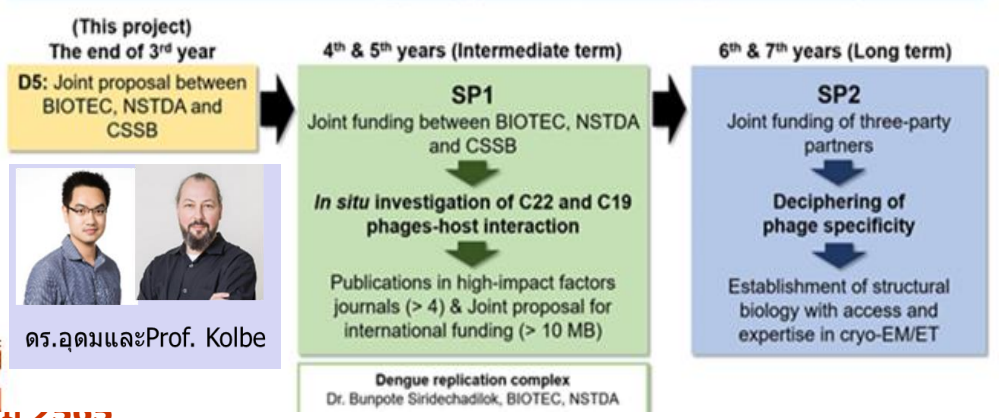 (This project)
The end of 3rd year
D5: Joint proposal between
BIOTEC, NSTDA and
CSSB
ดร.อุดมและProf. Kolbe
4th & 5th years (Intermediate term)
SP1
Joint funding between BIOTEC, NSTDA
and CSSB
In situ investigation of C22 and C19
phages-host interaction
Publications in high-impact factors
journals (> 4) & Joint proposal for
international funding (> 10 MB)
Dengue replication complex
Dr. Bunpote Siridechadilok, BIOTEC, NSTDA
6th & 7th years (Long term)
SP2
Joint funding of three-party
partners
Deciphering of
phage specificity
Establishment of structural
biology with access and
expertise in cryo-EM/ET